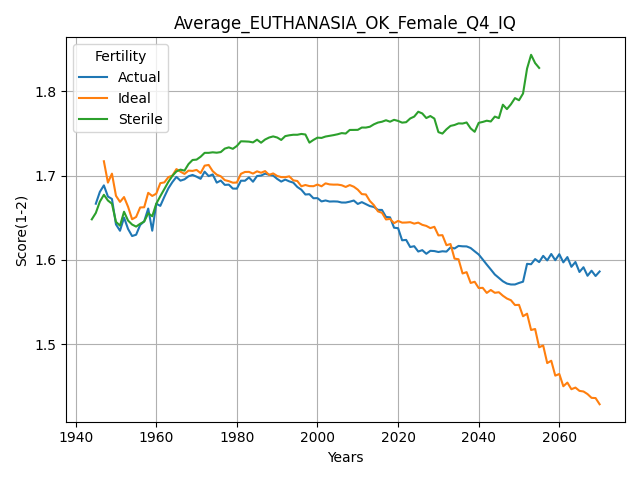 Average_EUTHANASIA_OK_Female_Q4_IQ
Fertility
Actual
Ideal
Sterile
Score(1-2)
1.8
1.7
1.6
1.5
1940
1960
1980
2000
2020
2040
2060
Years